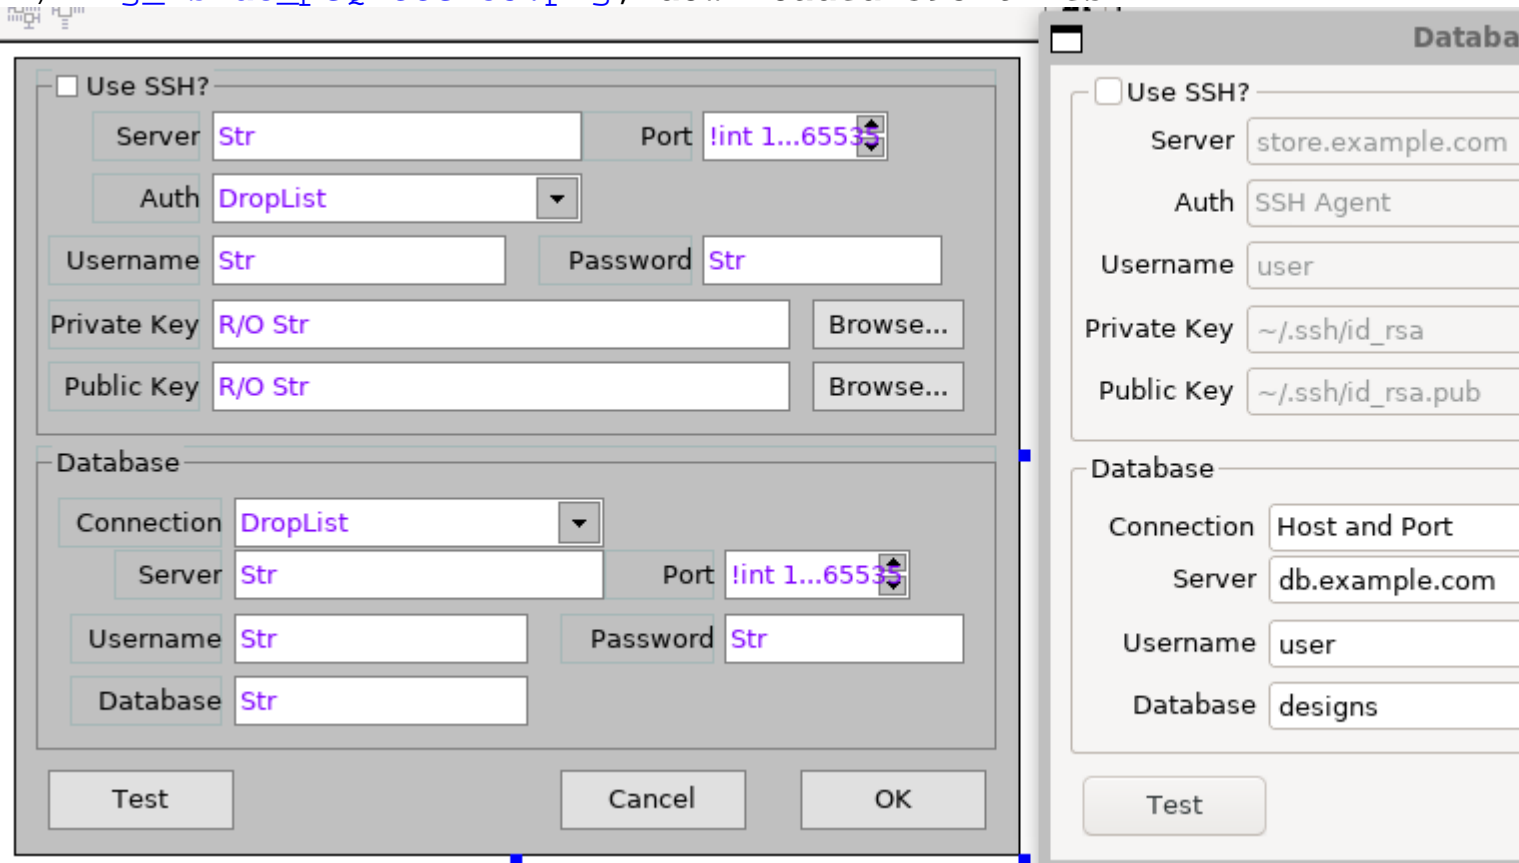 Databa
Use SSH?
Server Str Port !int 1...65535
Auth DropList
Username Str Password Str
Private Key R/O Str Browse...
Public Key R/O Str Browse...
Database
Connection DropList
Server Str Port !int 1...65535
Username Str Password Str
Database Str
Test Cancel OK
Use SSH?
Server store.example.com
Auth SSH Agent
Username user
Private Key ~/.ssh/id_rsa
Public Key ~/.ssh/id_rsa.pub
Database
Connection Host and Port
Server db.example.com
Username user
Database designs
Test